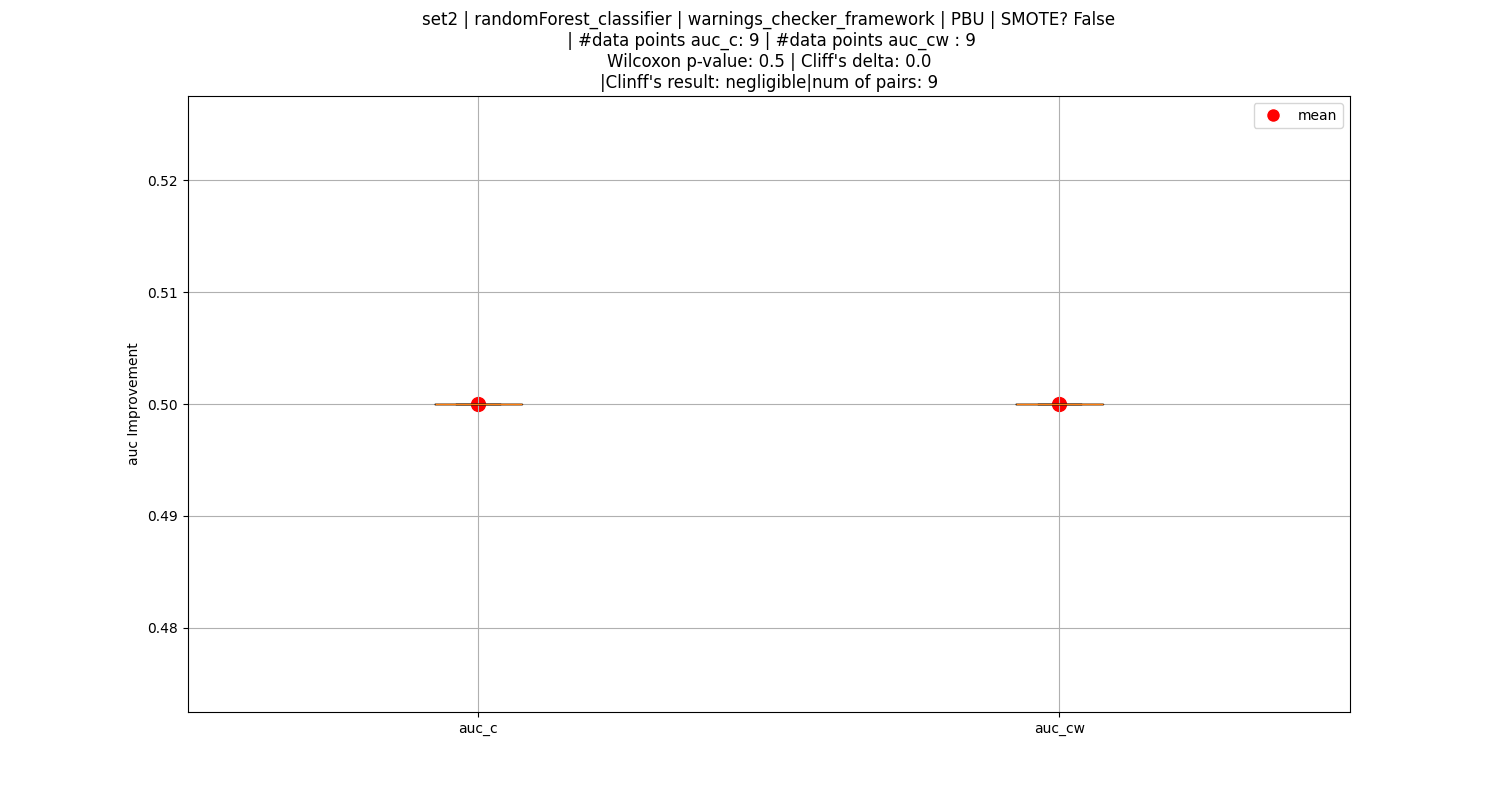 set2 | randomForest_classifier | warnings_checker_framework | PBU | SMOTE? False
| #data points auc_c: 9 | #data points auc_cw : 9
Wilcoxon p-value: 0.5 | Cliff's delta: 0.0
|Clinff's result: negligible|num of pairs: 9
mean
0.52
0.51
0.50
0.49
0.48
auc Improvement
auc_c
auc_cw